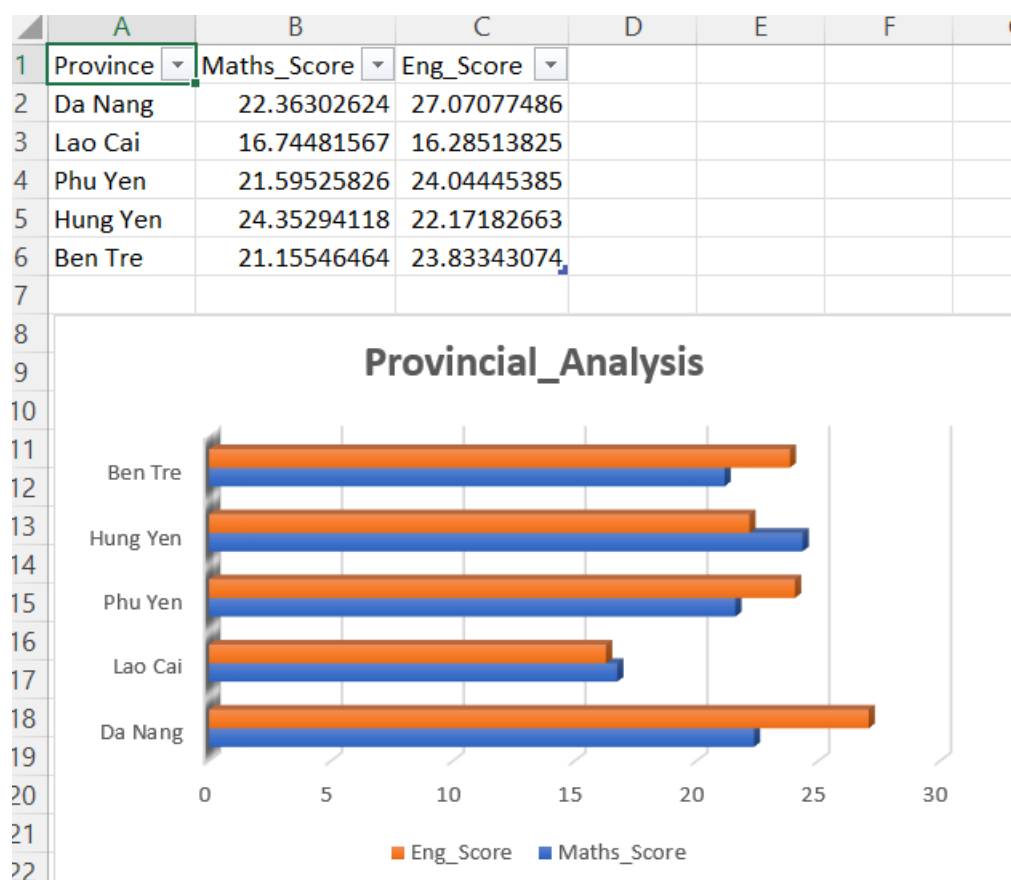 A B C D E F
1 Province Maths_Score Eng_Score
2 Da Nang 22.36302624 27.07077486
3 Lao Cai 16.74481567 16.28513825
4 Phu Yen 21.59525826 24.04445385
5 Hung Yen 24.35294118 22.17182663
6 Ben Tre 21.15546464 23.83343074
7
8
Provincial_Analysis
9
10
11
Ben Tre
12
13
Hung Yen
14
15
Phu Yen
16
Lao Cai
17
18
Da Nang
19
20
0 5 10 15 20 25 30
21
Eng_Score Maths_Score
22